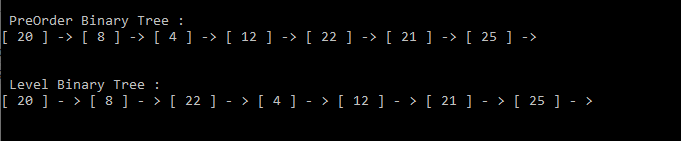 PreOrder Binary Tree :
[ 20 ] -> [ 8 ] -> [ 4 ] -> [ 12 ] -> [ 22 ] -> [ 21 ] -> [ 25 ] ->
Level Binary Tree :
[ 20 ] - > [ 8 ] - > [ 22 ] - > [ 4 ] - > [ 12 ] - > [ 21 ] - > [ 25 ] - >